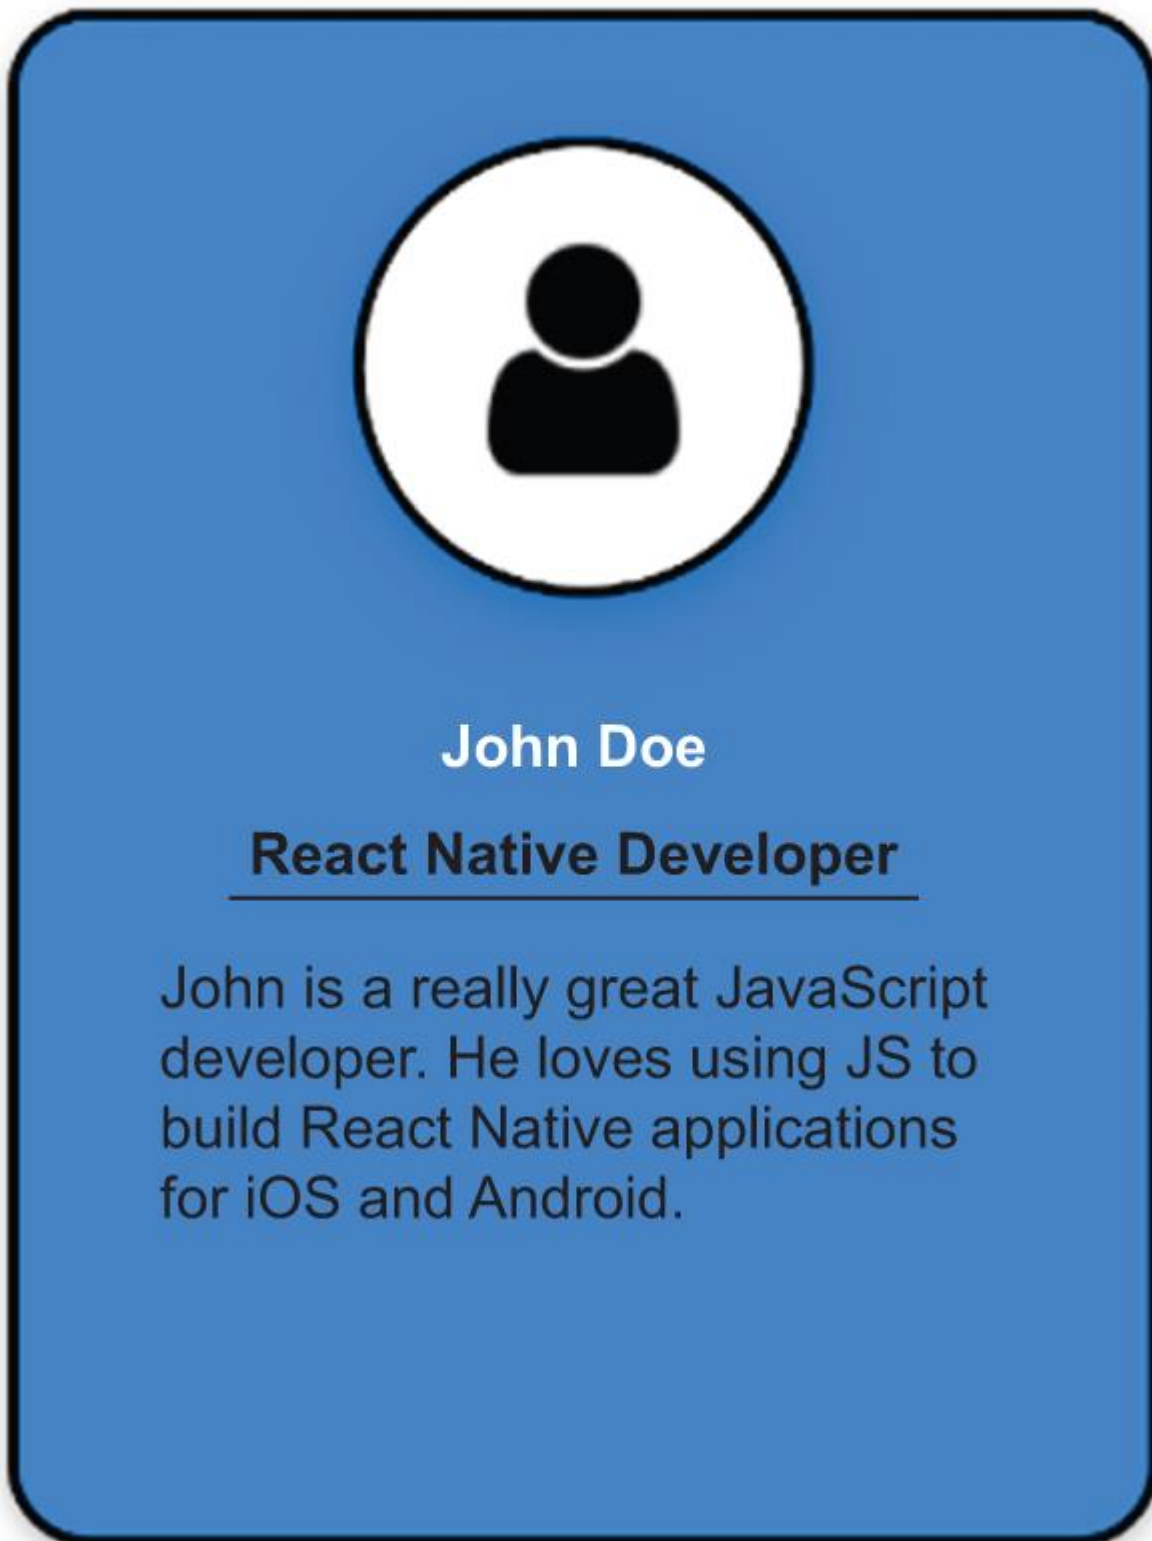 John Doe
React Native Developer
John is a really great JavaScript
developer. He loves using JS to
build React Native applications
for iOS and Android.